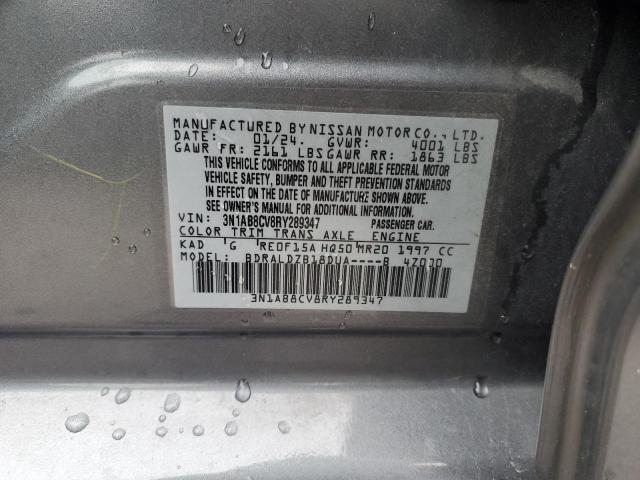 MANUFACTURED BY NISSAN MOTOR CO., LTD.
DATE: 01/24. GVWR: 4001 LBS
GAWR FR: 2161 LBS GAWR RR: 1863 LBS
THIS VEHICLE CONFORMS TO ALL APPLICABLE FEDERAL MOTOR
VEHICLE SAFETY, BUMPER AND THEFT PREVENTION STANDARDS
IN EFFECT ON THE DATE OF MANUFACTURE SHOWN ABOVE.
SEE OWNER'S MANUAL FOR ADDITIONAL INFORMATION
VIN: 3N1AB8CV8RY289347 PASSENGER CAR.
COLOR TRIM TRANS AXLE ENGINE
KAD G RE0F15A HQ50 MR20 1997 CC
MODEL: BDRALDZB18DUA----B 4Z000
3N1AB8CV8RY289347